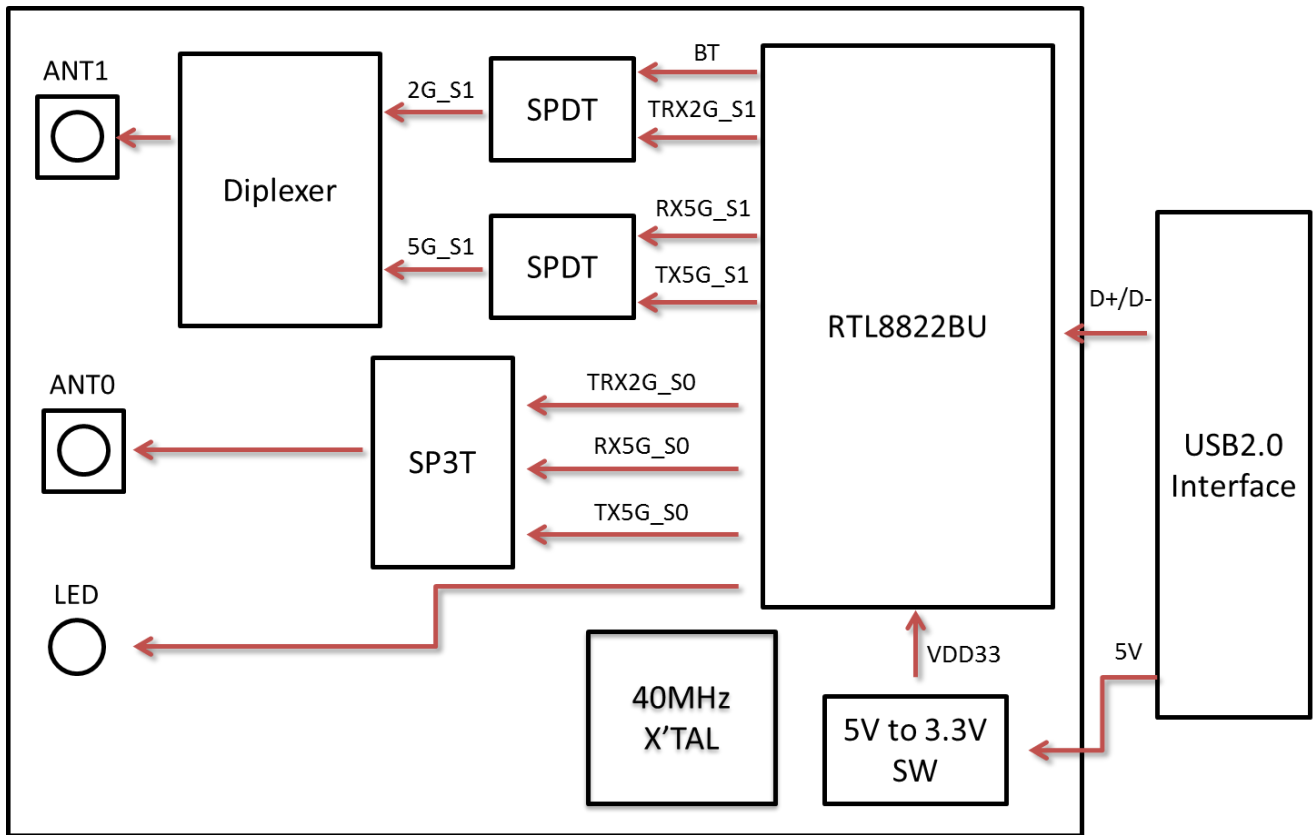 ANT1
Diplexer
2G_S1
5G_S1
SPDT
SPDT
BT
TRX2G_S1
RX5G_S1
TX5G_S1
RTL8822BU
D+/D-
USB2.0
Interface
5V
ANT0
SP3T
TRX2G_S0
RX5G_S0
TX5G_S0
LED
40MHz
X’TAL
VDD33
5V to 3.3V
SW